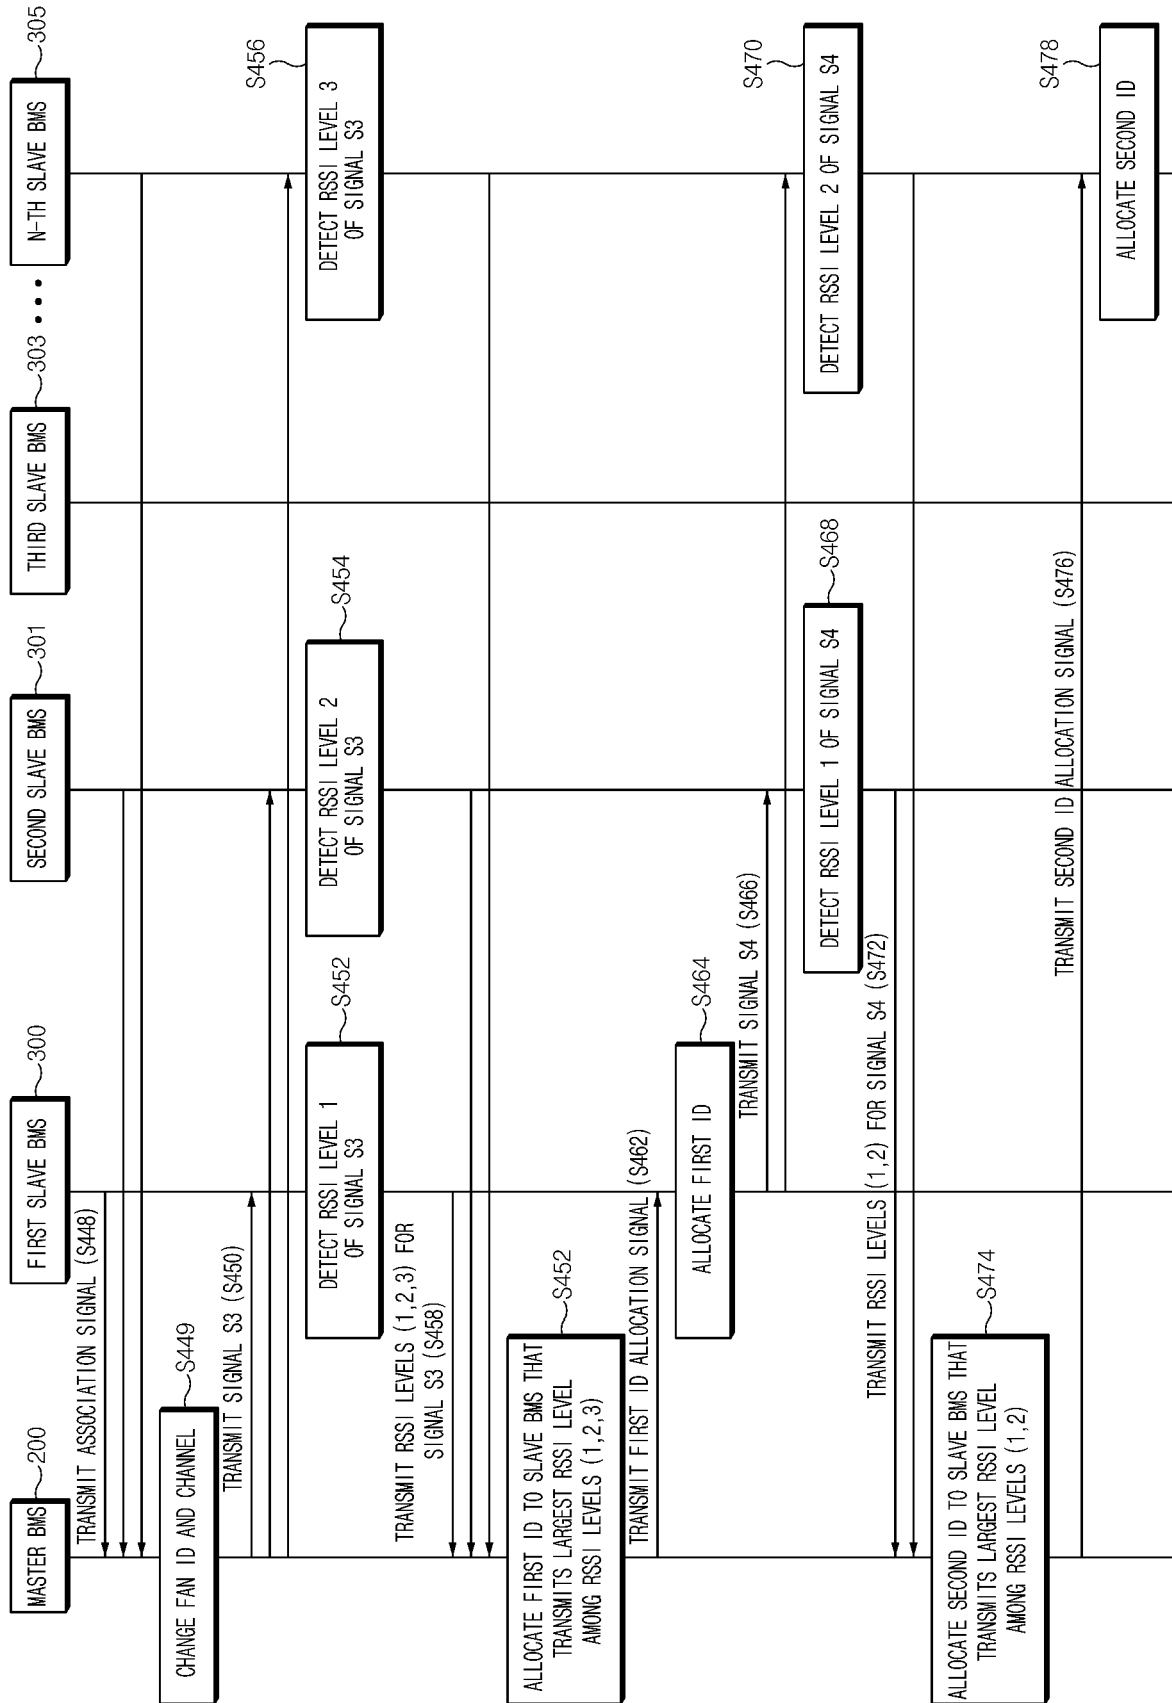 MASTER BMS
200
FIRST SLAVE BMS
300
SECOND SLAVE BMS
301
THIRD SLAVE BMS
303
...
N-TH SLAVE BMS
305
TRANSMIT ASSOCIATION SIGNAL (S448)
CHANGE FAN ID AND CHANNEL
S449
TRANSMIT SIGNAL S3 (S450)
DETECT RSSI LEVEL 1
OF SIGNAL S3
S452
DETECT RSSI LEVEL 2
OF SIGNAL S3
S454
DETECT RSSI LEVEL 3
OF SIGNAL S3
S456
TRANSMIT RSSI LEVELS (1,2,3) FOR
SIGNAL S3 (S458)
ALLOCATE FIRST ID TO SLAVE BMS THAT
TRANSMITS LARGEST RSSI LEVEL
AMONG RSSI LEVELS (1,2,3)
S452
TRANSMIT FIRST ID ALLOCATION SIGNAL (S462)
ALLOCATE FIRST ID
S464
TRANSMIT SIGNAL S4 (S466)
DETECT RSSI LEVEL 1 OF SIGNAL S4
S468
DETECT RSSI LEVEL 2 OF SIGNAL S4
S470
TRANSMIT RSSI LEVELS (1,2) FOR SIGNAL S4 (S472)
ALLOCATE SECOND ID TO SLAVE BMS THAT
TRANSMITS LARGEST RSSI LEVEL
AMONG RSSI LEVELS (1,2)
S474
TRANSMIT SECOND ID ALLOCATION SIGNAL (S476)
ALLOCATE SECOND ID
S478